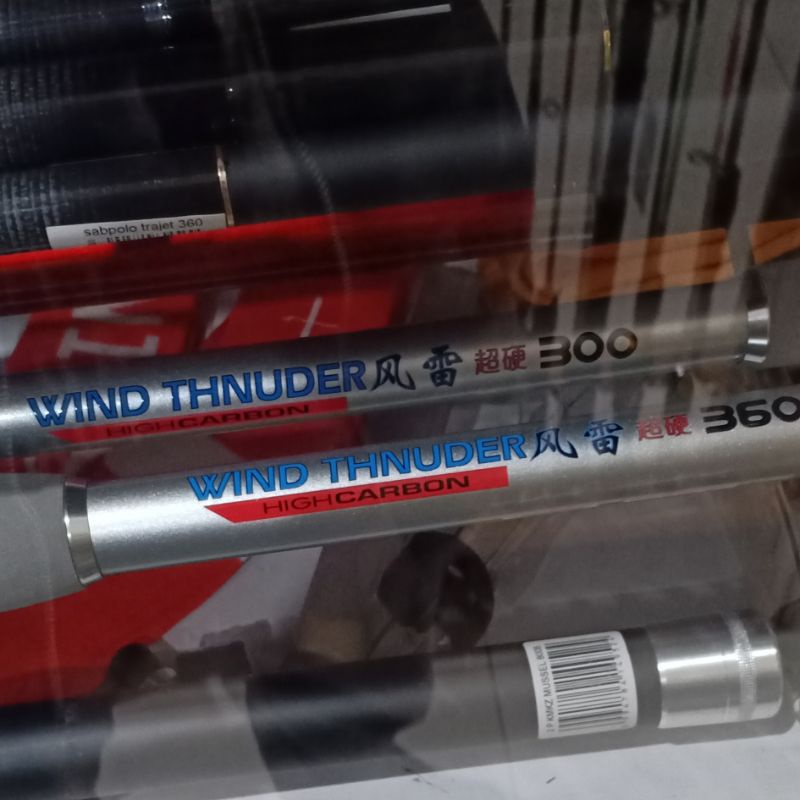 sabpolo trajet 360
WIND THNUDER风雷 超硬 300
HIGHCARBON
WIND THNUDER风雷 超硬 360
HIGHCARBON
KMKZ MUSSEL